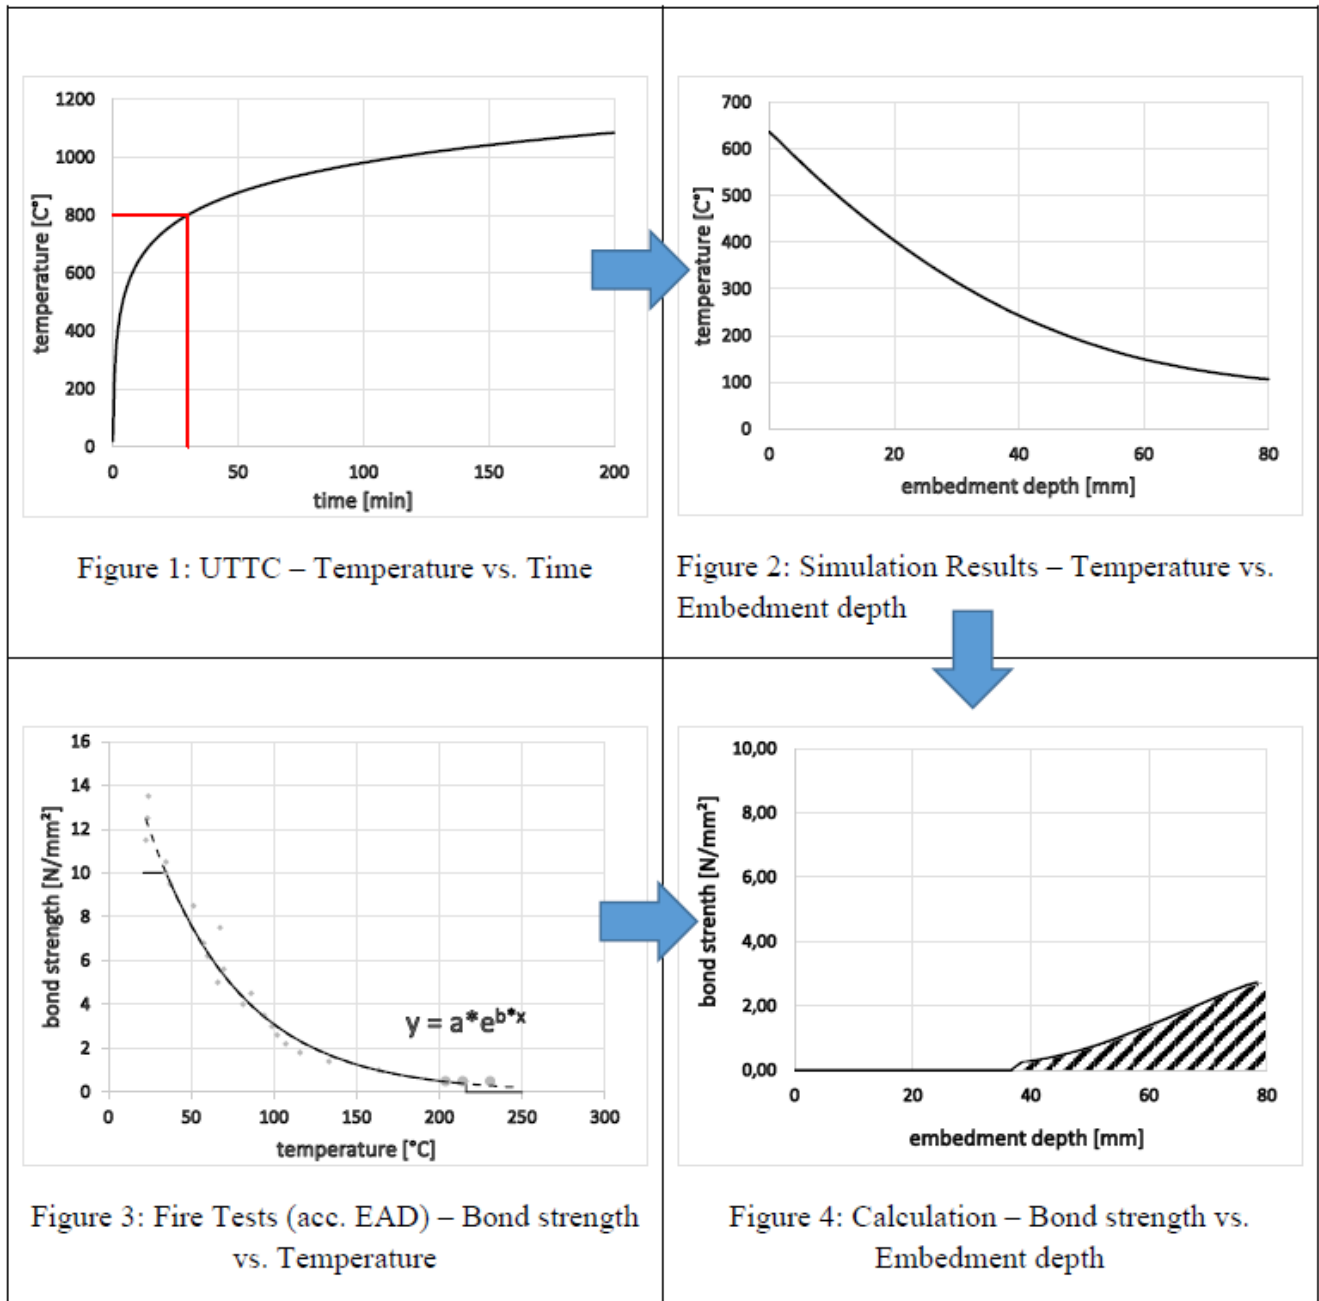 1200
1000
800
600
400
200
0
0 50 100 150 200
temperature [C°]
time [min]
Figure 1: UTTC – Temperature vs. Time
700
600
500
400
300
200
100
0
0 20 40 60 80
temperature [C°]
embedment depth [mm]
Figure 2: Simulation Results – Temperature vs.
Embedment depth
16
14
12
10
8
6
4
2
0
0 50 100 150 200 250 300
bond strength [N/mm²]
y = a*e^b*x
temperature [°C]
Figure 3: Fire Tests (acc. EAD) – Bond strength
vs. Temperature
10,00
8,00
6,00
4,00
2,00
0,00
0 20 40 60 80
bond strenth [N/mm²]
embedment depth [mm]
Figure 4: Calculation – Bond strength vs.
Embedment depth